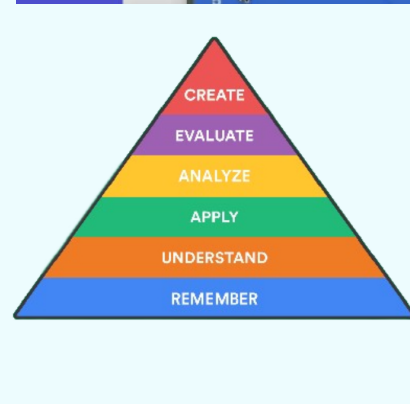 CREATE
EVALUATE
ANALYZE
APPLY
UNDERSTAND
REMEMBER